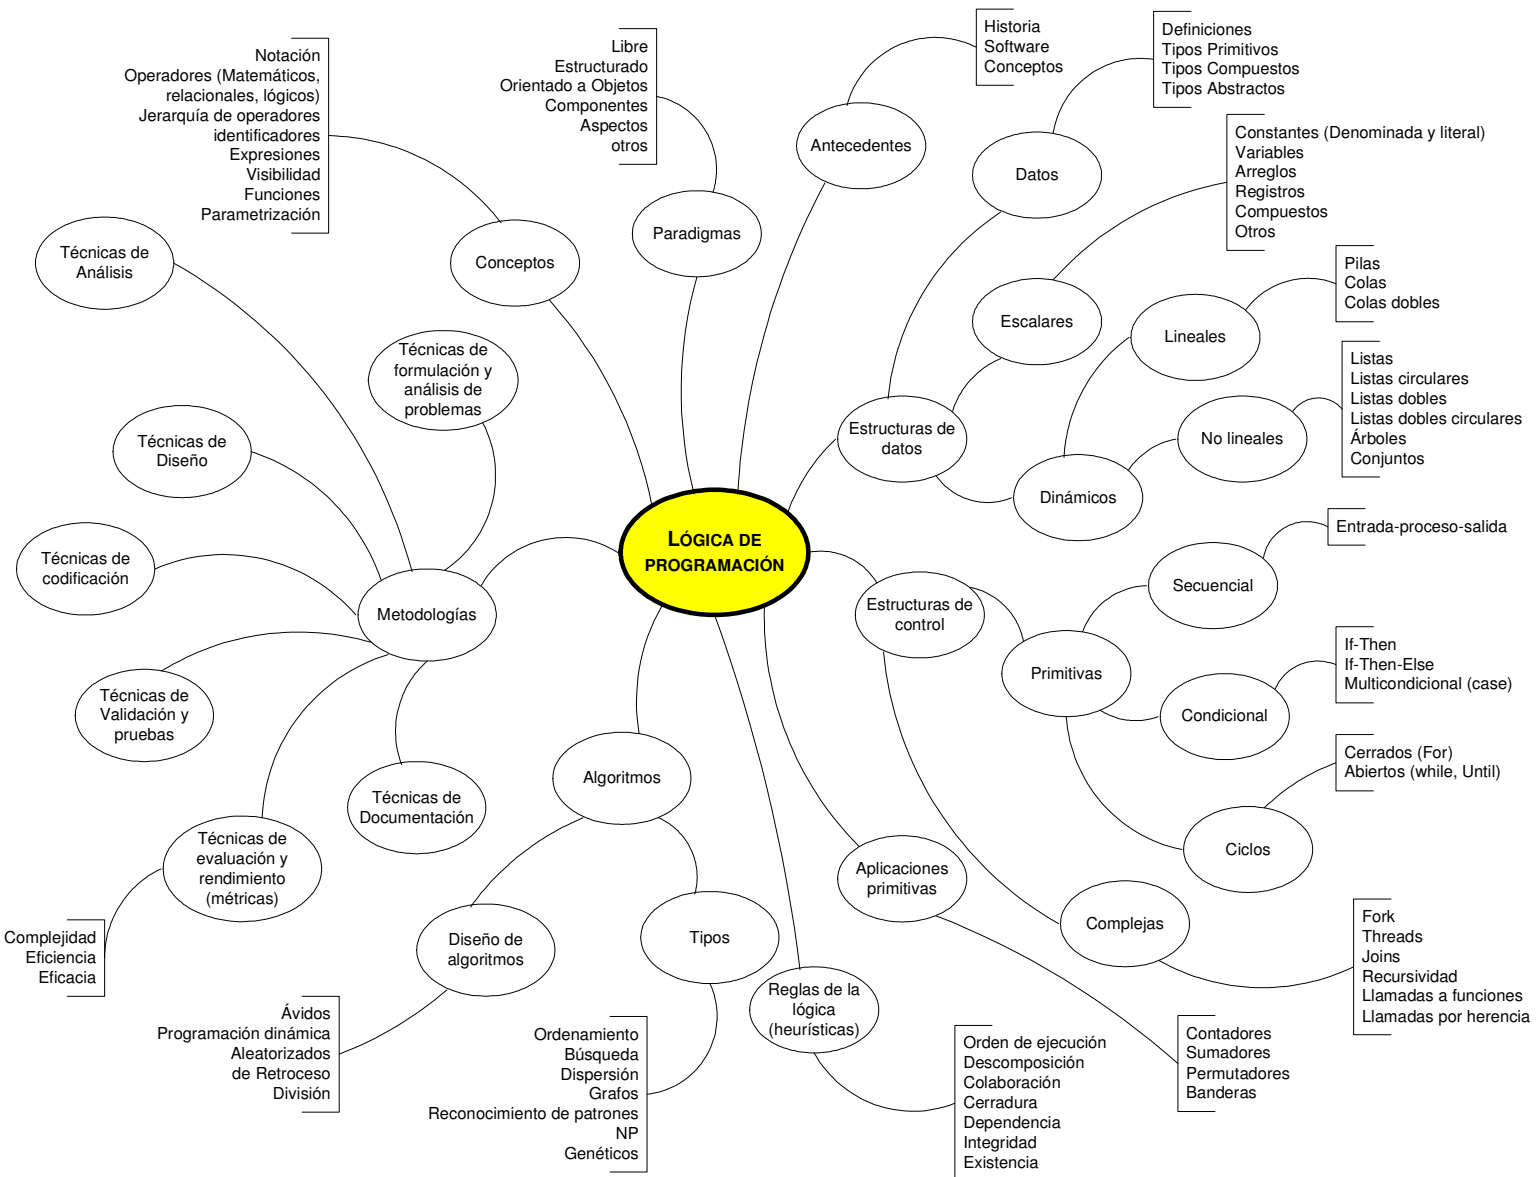 LÓGICA DE
PROGRAMACIÓN
Antecedentes
Historia
Software
Conceptos
Estructuras de
datos
Datos
Definiciones
Tipos Primitivos
Tipos Compuestos
Tipos Abstractos
Escalares
Constantes (Denominada y literal)
Variables
Arreglos
Registros
Compuestos
Otros
Dinámicos
Lineales
Pilas
Colas
Colas dobles
No lineales
Listas
Listas circulares
Listas dobles
Listas dobles circulares
Árboles
Conjuntos
Estructuras de
control
Primitivas
Secuencial
Entrada-proceso-salida
Condicional
If-Then
If-Then-Else
Multicondicional (case)
Ciclos
Cerrados (For)
Abiertos (while, Until)
Complejas
Fork
Threads
Joins
Recursividad
Llamadas a funciones
Llamadas por herencia
Aplicaciones
primitivas
Contadores
Sumadores
Permutadores
Banderas
Reglas de la
lógica
(heurísticas)
Orden de ejecución
Descomposición
Colaboración
Cerradura
Dependencia
Integridad
Existencia
Algoritmos
Tipos
Ordenamiento
Búsqueda
Dispersión
Grafos
Reconocimiento de patrones
NP
Genéticos
Diseño de
algoritmos
Ávidos
Programación dinámica
Aleatorizados
de Retroceso
División
Metodologías
Técnicas de
Documentación
Técnicas de
evaluación y
rendimiento
(métricas)
Complejidad
Eficiencia
Eficacia
Técnicas de
Validación y
pruebas
Técnicas de
codificación
Técnicas de
Diseño
Técnicas de
Análisis
Técnicas de
formulación y
análisis de
problemas
Conceptos
Notación
Operadores (Matemáticos,
relacionales, lógicos)
Jerarquía de operadores
identificadores
Expresiones
Visibilidad
Funciones
Parametrización
Paradigmas
Libre
Estructurado
Orientado a Objetos
Componentes
Aspectos
otros